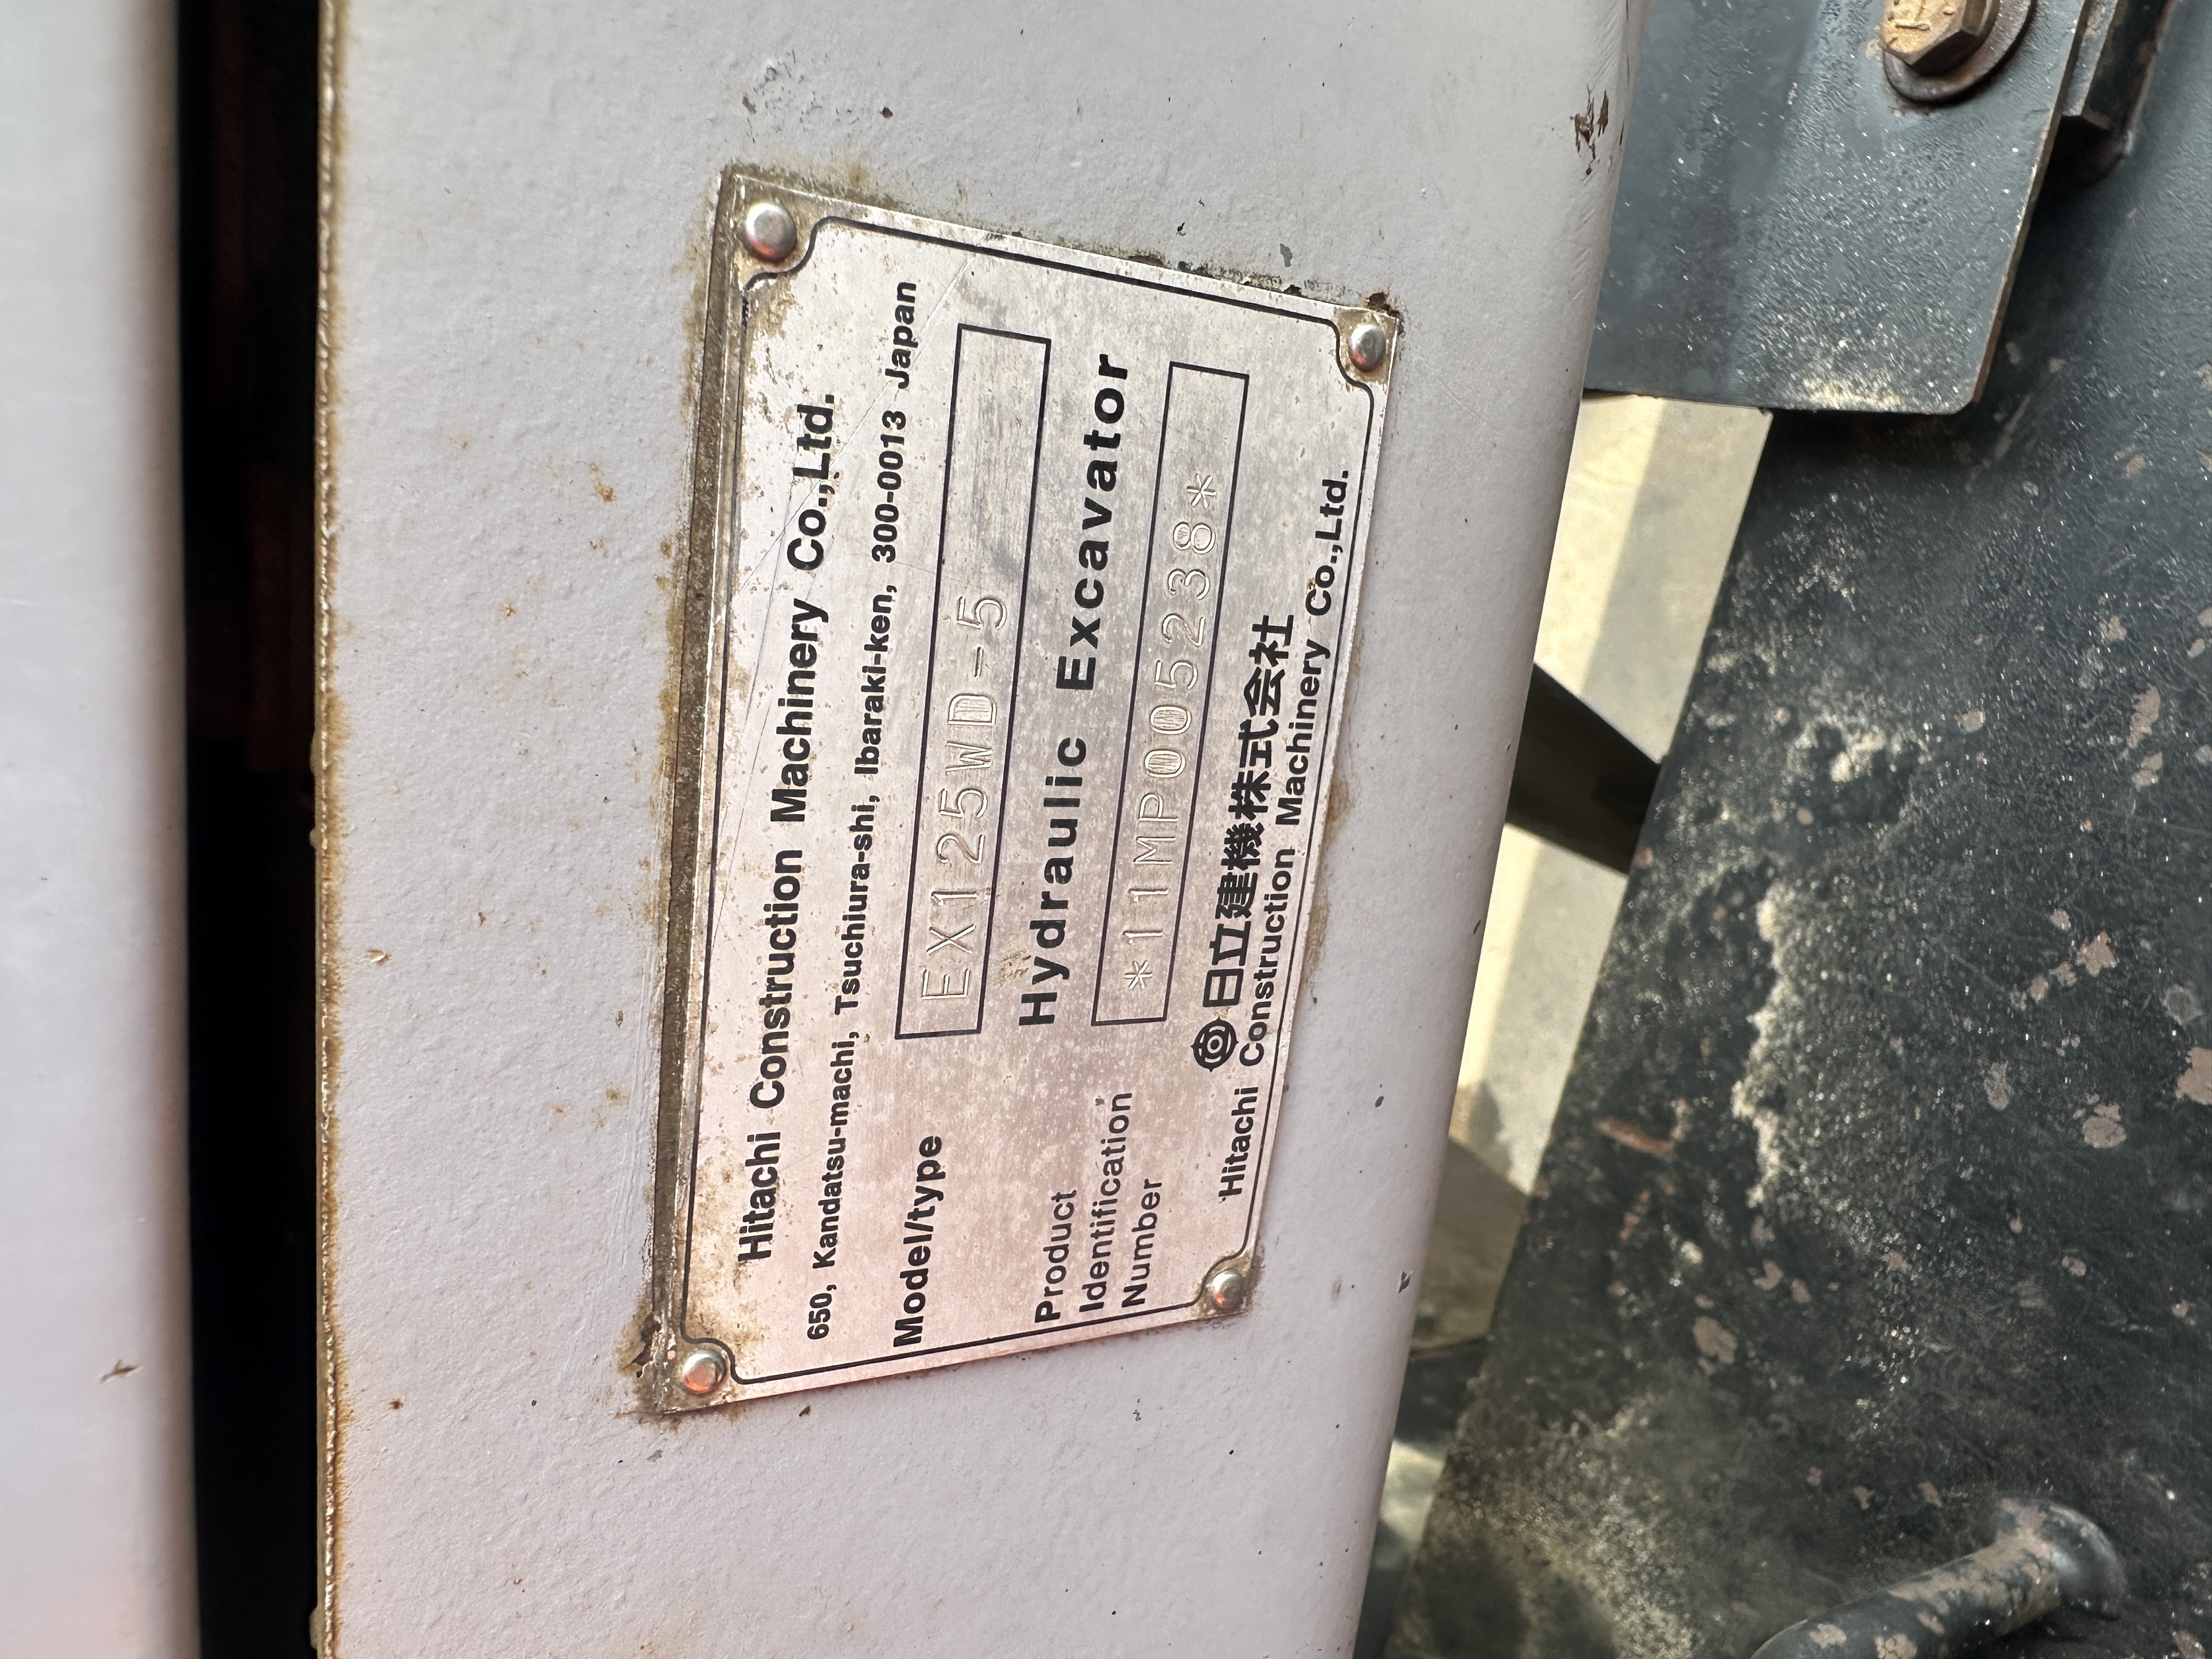 Hitachi Construction Machinery Co.,Ltd.
650, Kandatsu-machi, Tsuchiura-shi, Ibaraki-ken, 300-0013 Japan
Model/type EX125WD-5
Hydraulic Excavator
Product Identification Number *11MP005238*
日立建機株式会社
Hitachi Construction Machinery Co.,Ltd.